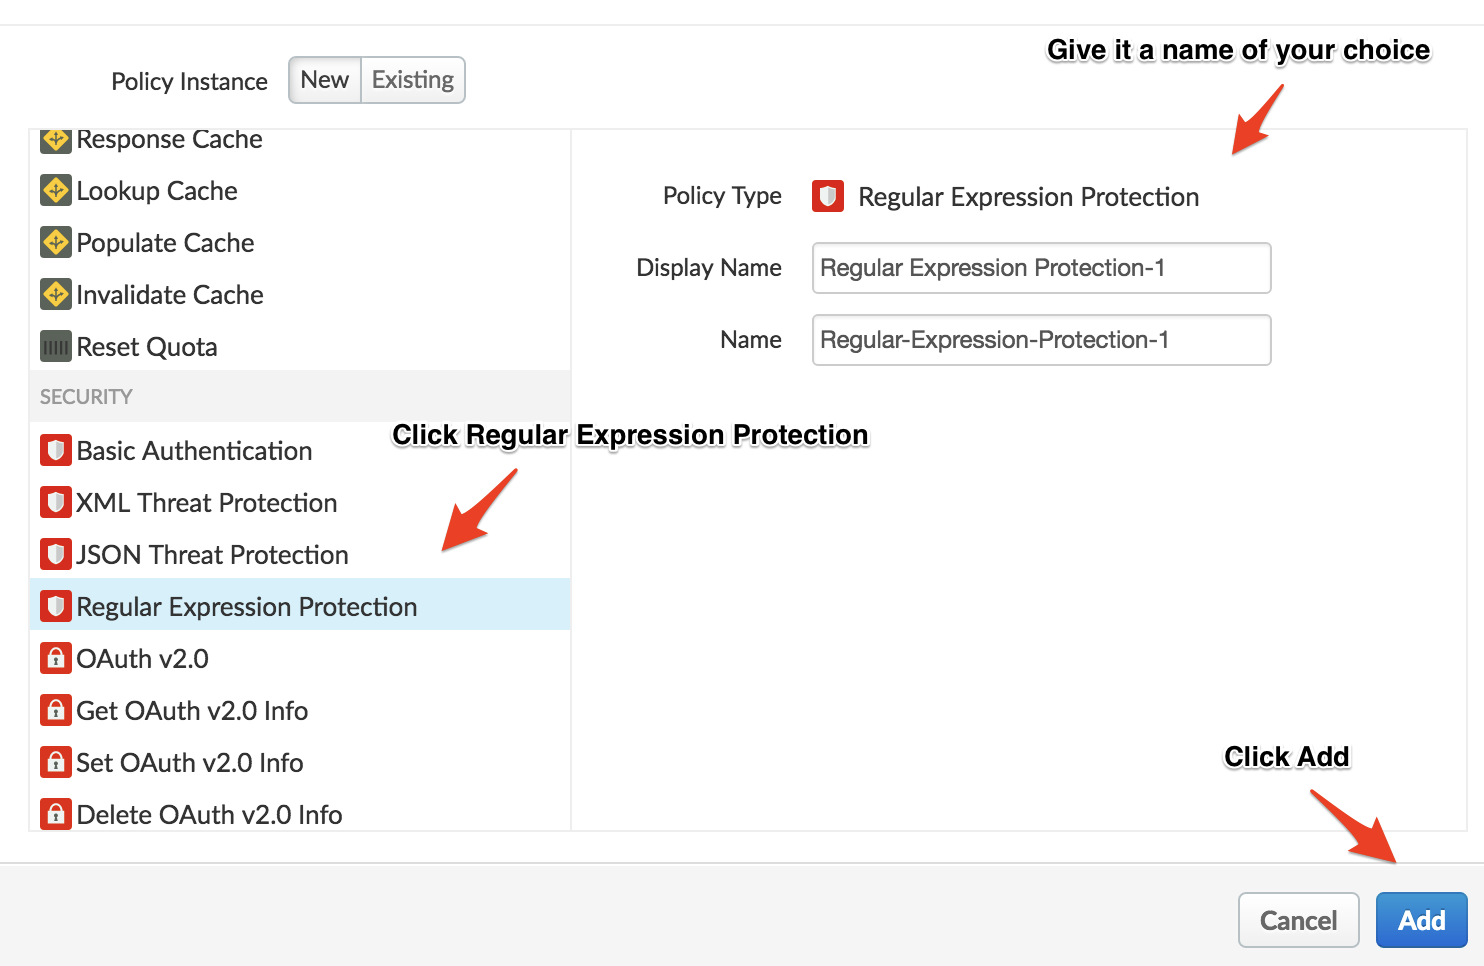 Give it a name of your choice
Policy Instance New Existing
Response Cache
Lookup Cache
Populate Cache
Invalidate Cache
Reset Quota
SECURITY
Basic Authentication
XML Threat Protection
JSON Threat Protection
Regular Expression Protection
OAuth v2.0
Get OAuth v2.0 Info
Set OAuth v2.0 Info
Delete OAuth v2.0 Info
Policy Type Regular Expression Protection
Display Name Regular Expression Protection-1
Name Regular-Expression-Protection-1
Click Regular Expression Protection
Click Add
Cancel Add